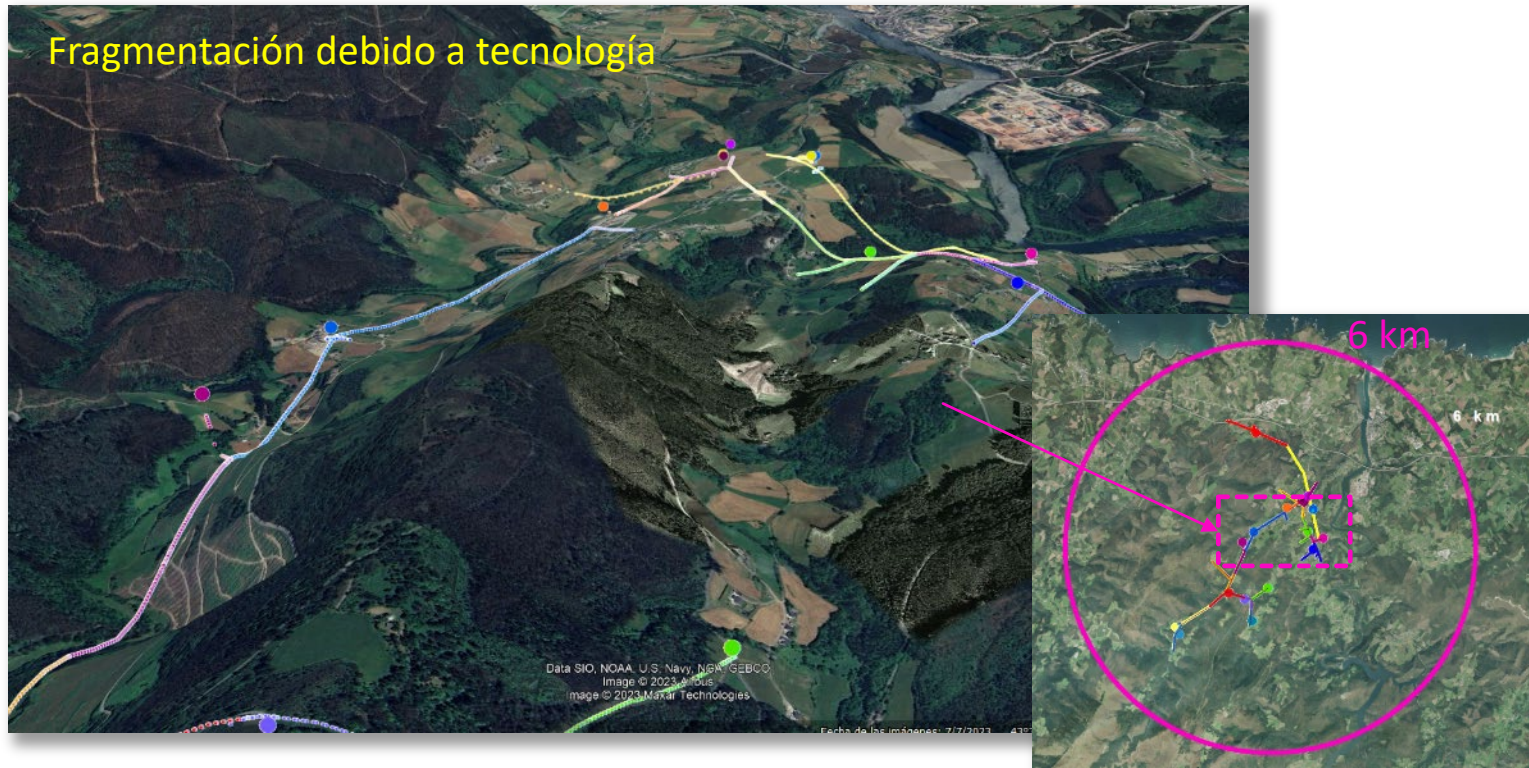 Fragmentación debido a tecnología
6 km
6 km
Data SIO, NOAA, U.S. Navy, NGA, GEBCO
Image © 2023 Airbus
Image © 2023 Maxar Technologies
Fecha de las imágenes: 7/7/2023